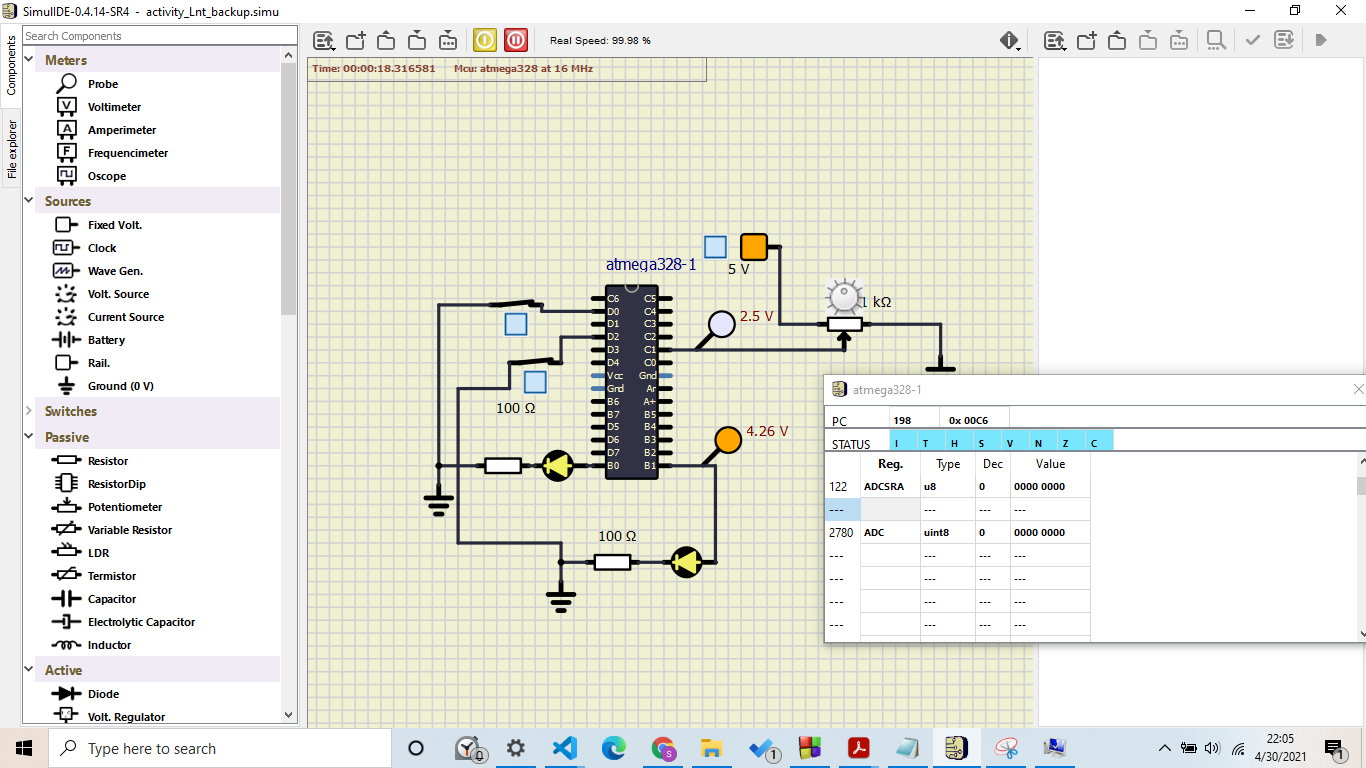 SimulIDE-0.4.14-SR4 - activity_Lnt_backup.simu
Components
File explorer
Search Components
Meters
Probe
Voltimeter
Amperimeter
Frequencimeter
Oscope
Sources
Fixed Volt.
Clock
Wave Gen.
Volt. Source
Current Source
Battery
Rail.
Ground (0 V)
Switches
Passive
Resistor
ResistorDip
Potentiometer
Variable Resistor
LDR
Termistor
Capacitor
Electrolytic Capacitor
Inductor
Active
Diode
Volt. Regulator
Real Speed: 99.98 %
Time: 00:00:18.316581 Mcu: atmega328 at 16 MHz
atmega328-1
5 V
1 kΩ
2.5 V
4.26 V
100 Ω
100 Ω
C6 C5
D0 C4
D1 C3
D2 C2
D3 C1
D4 C0
Vcc Gnd
Gnd Ar
B6 A+
B7 B5
D5 B4
D6 B3
D7 B2
B0 B1
atmega328-1
PC 198 0x 00C6
STATUS I T H S V N Z C
Reg. Type Dec Value
122 ADCSRA u8 0 0000 0000
--- --- --- ---
2780 ADC uint8 0 0000 0000
--- --- --- ---
--- --- --- ---
--- --- --- ---
--- --- --- ---
Type here to search
0
S
1
22:05
4/30/2021
1